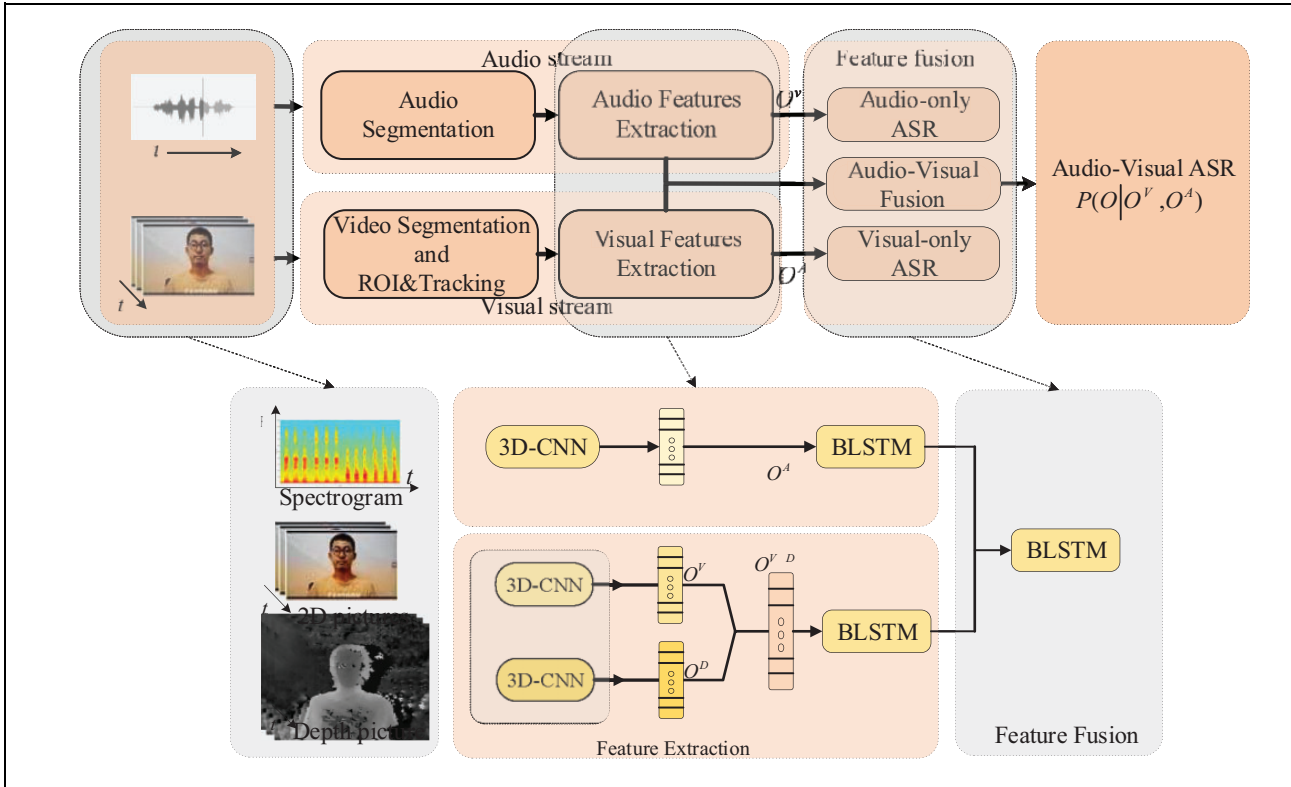 Audio stream
Feature fusion
Audio
Segmentation
Audio Features
Extraction
O^v
Audio-only
ASR
t
Audio-Visual
Fusion
Audio-Visual ASR
P(O|O^V ,O^A)
Video Segmentation
and
ROI&Tracking
Visual Features
Extraction
O^A
Visual-only
ASR
t
Visual stream
3D-CNN
O^A
BLSTM
t
Spectrogram
BLSTM
3D-CNN
O^V
O^V D
t
2D pictures
BLSTM
3D-CNN
O^D
Feature Extraction
Feature Fusion